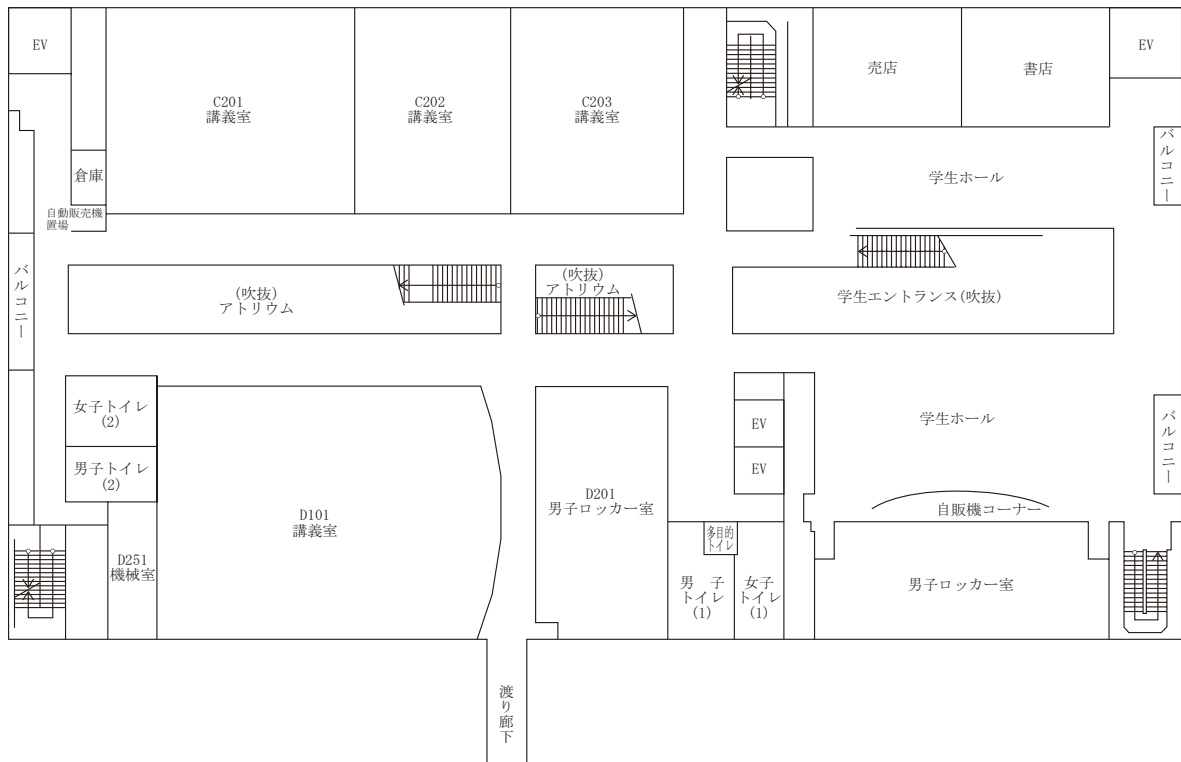 EV
売店
書店
EV
C201
講義室
C202
講義室
C203
講義室
倉庫
自動販売機
置場
学生ホール
バルコニー
バルコニー
(吹抜)
アトリウム
(吹抜)
アトリウム
学生エントランス(吹抜)
女子トイレ
(2)
男子トイレ
(2)
EV
EV
学生ホール
バルコニー
D101
講義室
D201
男子ロッカー室
自販機コーナー
D251
機械室
多目的
トイレ
男 子
トイレ
(1)
女子
トイレ
(1)
男子ロッカー室
渡り廊下